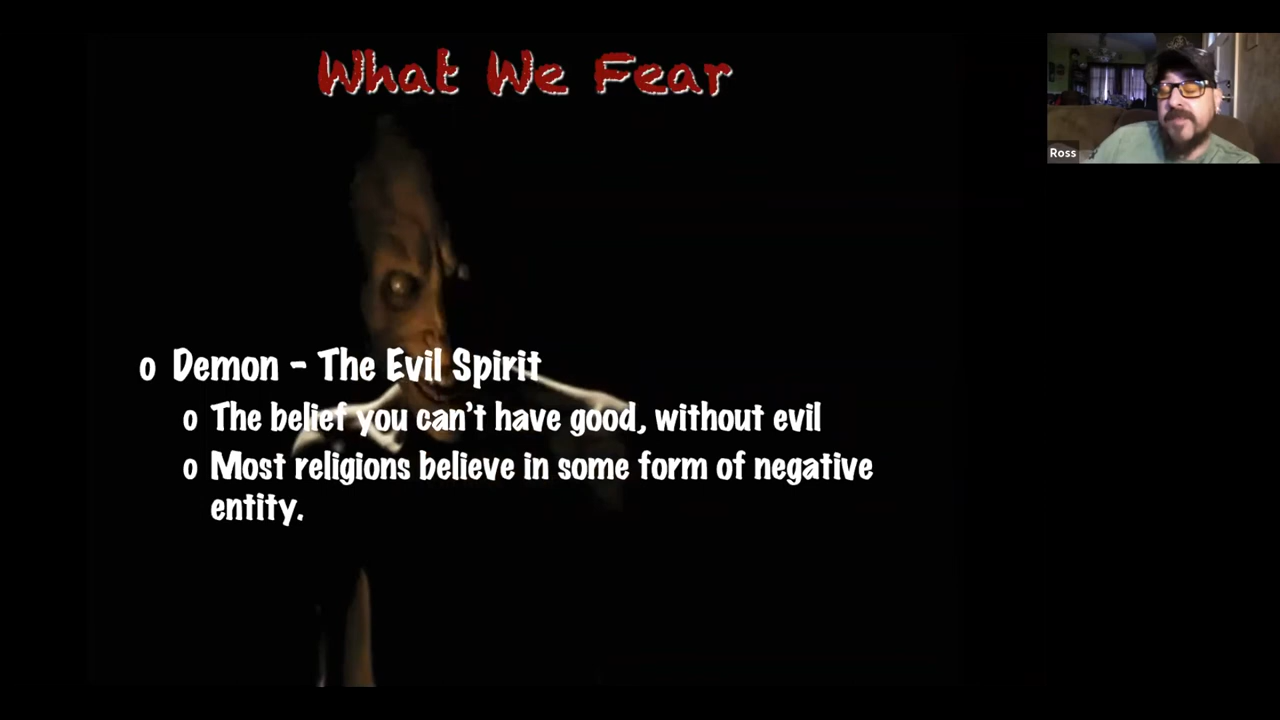 What We Fear
Ross
o Demon - The Evil Spirit
o The belief you can't have good, without evil
o Most religions believe in some form of negative
entity.